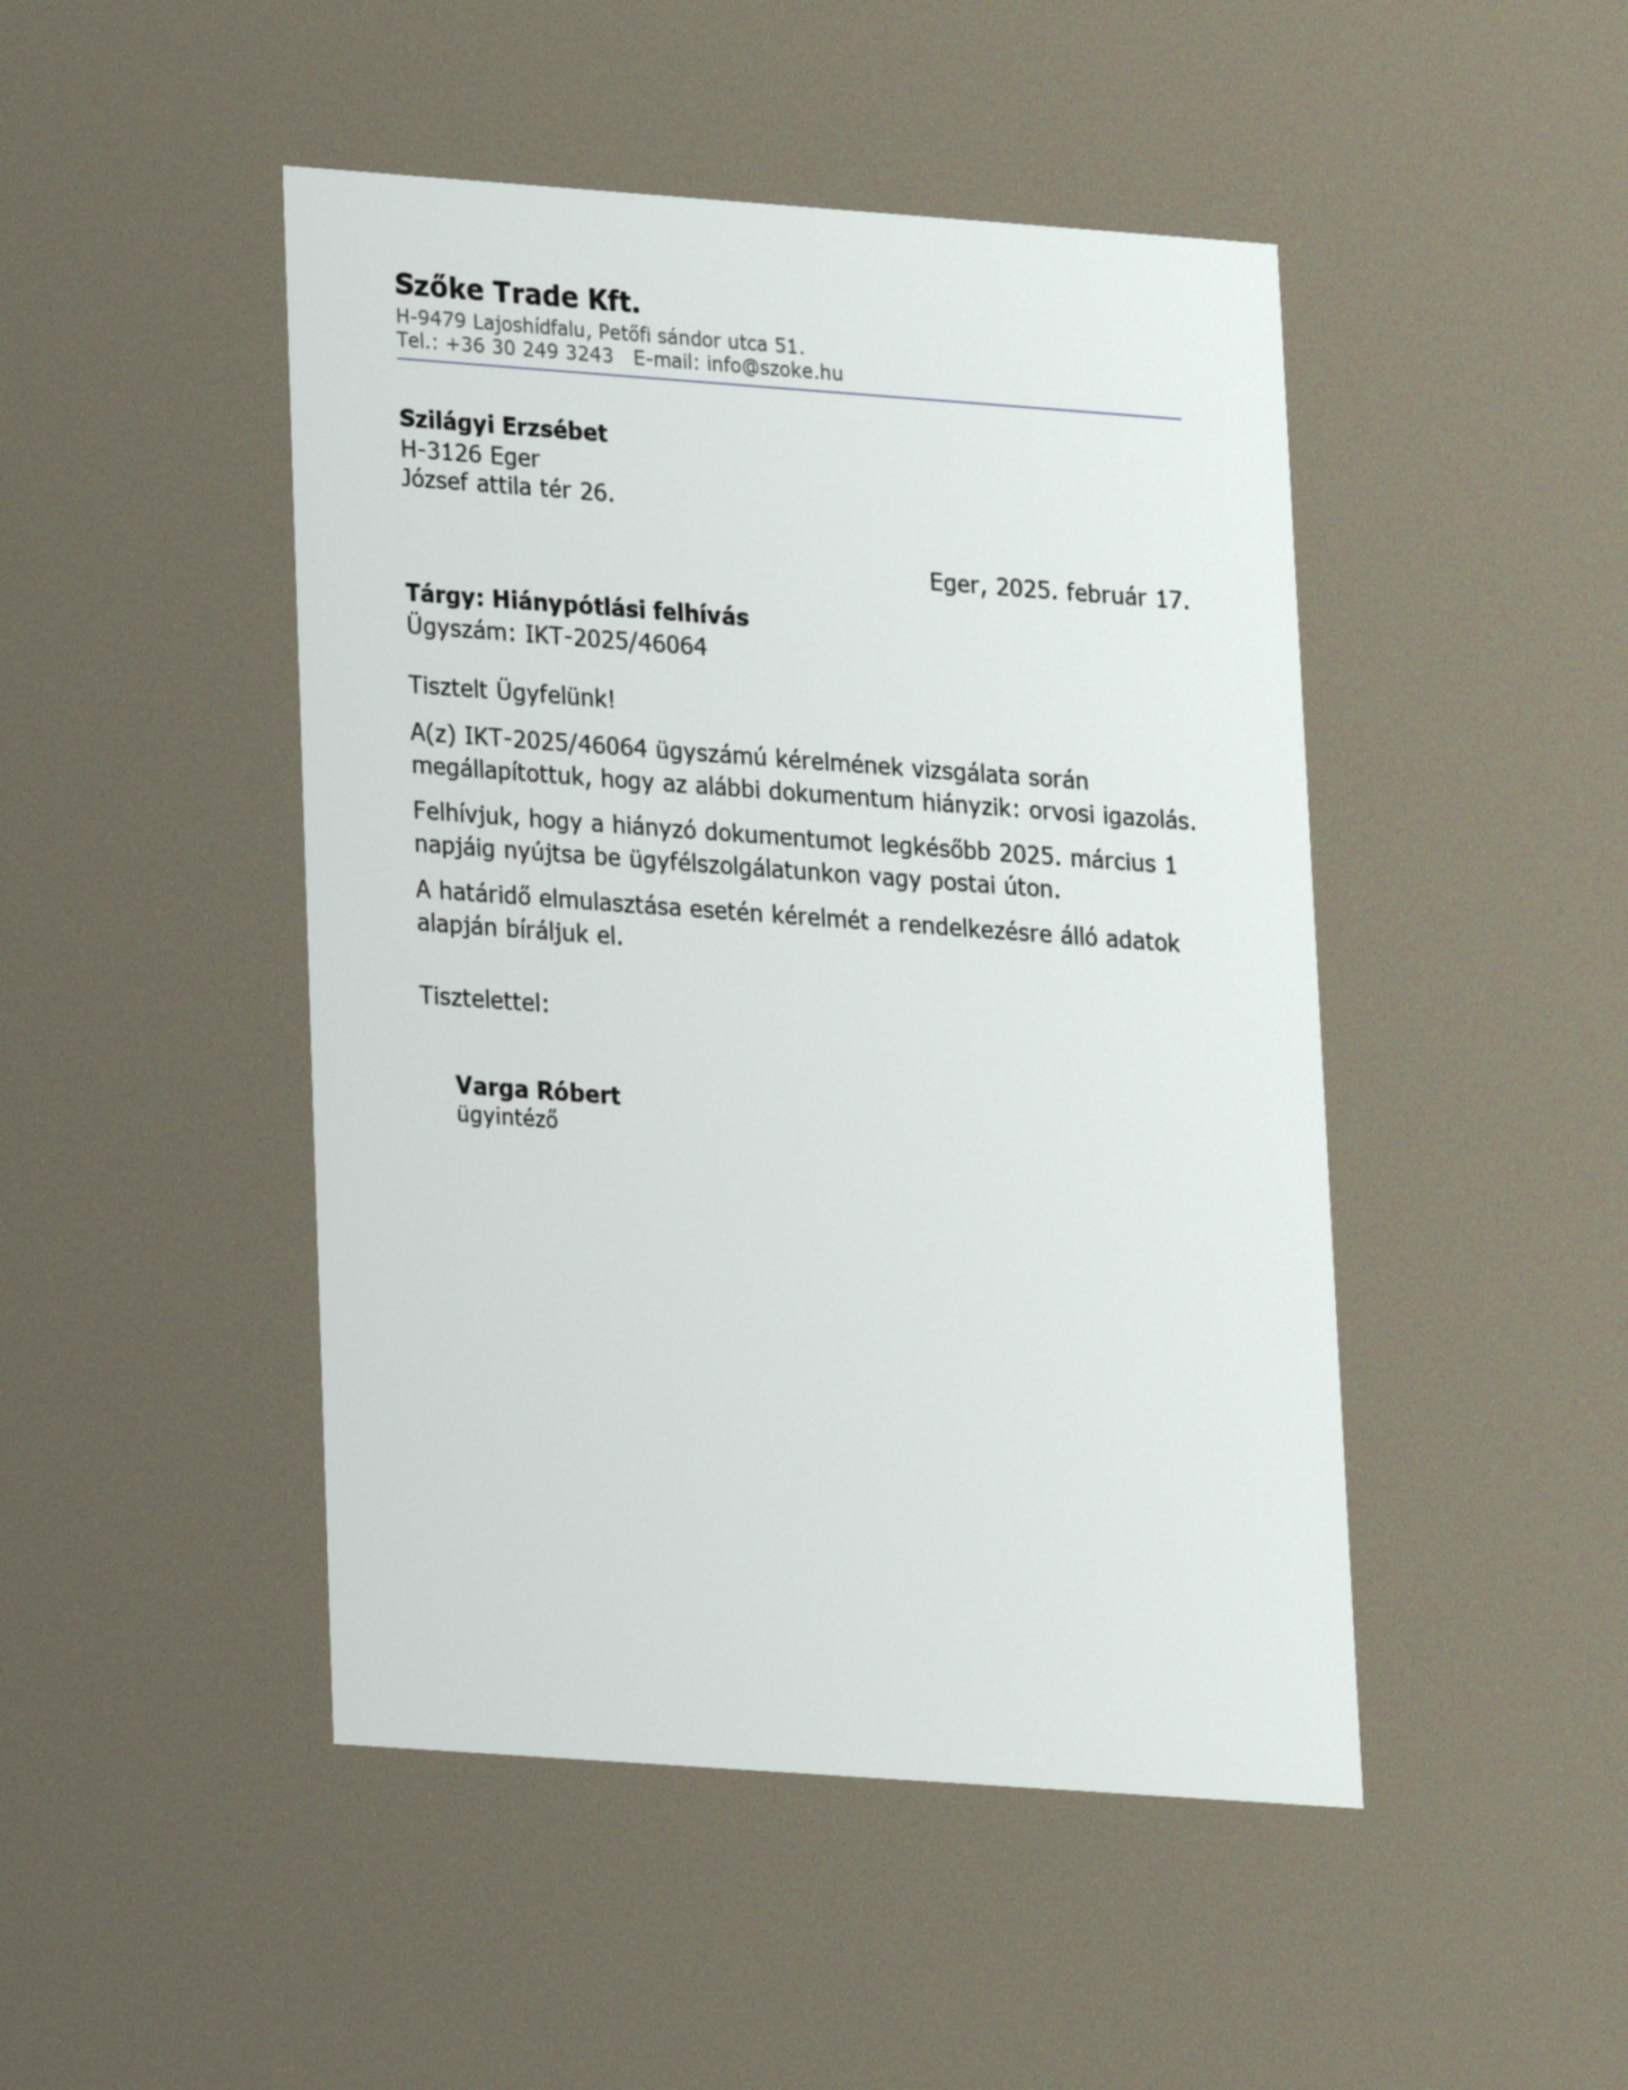 Szőke Trade Kft.
H-9479 Lajoshídfalu, Petőfi sándor utca 51.
Tel.: +36 30 249 3243 E-mail: info@szoke.hu
Szilágyi Erzsébet
H-3126 Eger
József attila tér 26.
Eger, 2025. február 17.
Tárgy: Hiánypótlási felhívás
Ügyszám: IKT-2025/46064
Tisztelt Ügyfelünk!
A(z) IKT-2025/46064 ügyszámú kérelmének vizsgálata során
megállapítottuk, hogy az alábbi dokumentum hiányzik: orvosi igazolás.
Felhívjuk, hogy a hiányzó dokumentumot legkésőbb 2025. március 1
napjáig nyújtsa be ügyfélszolgálatunkon vagy postai úton.
A határidő elmulasztása esetén kérelmét a rendelkezésre álló adatok
alapján bíráljuk el.
Tisztelettel:
Varga Róbert
ügyintéző